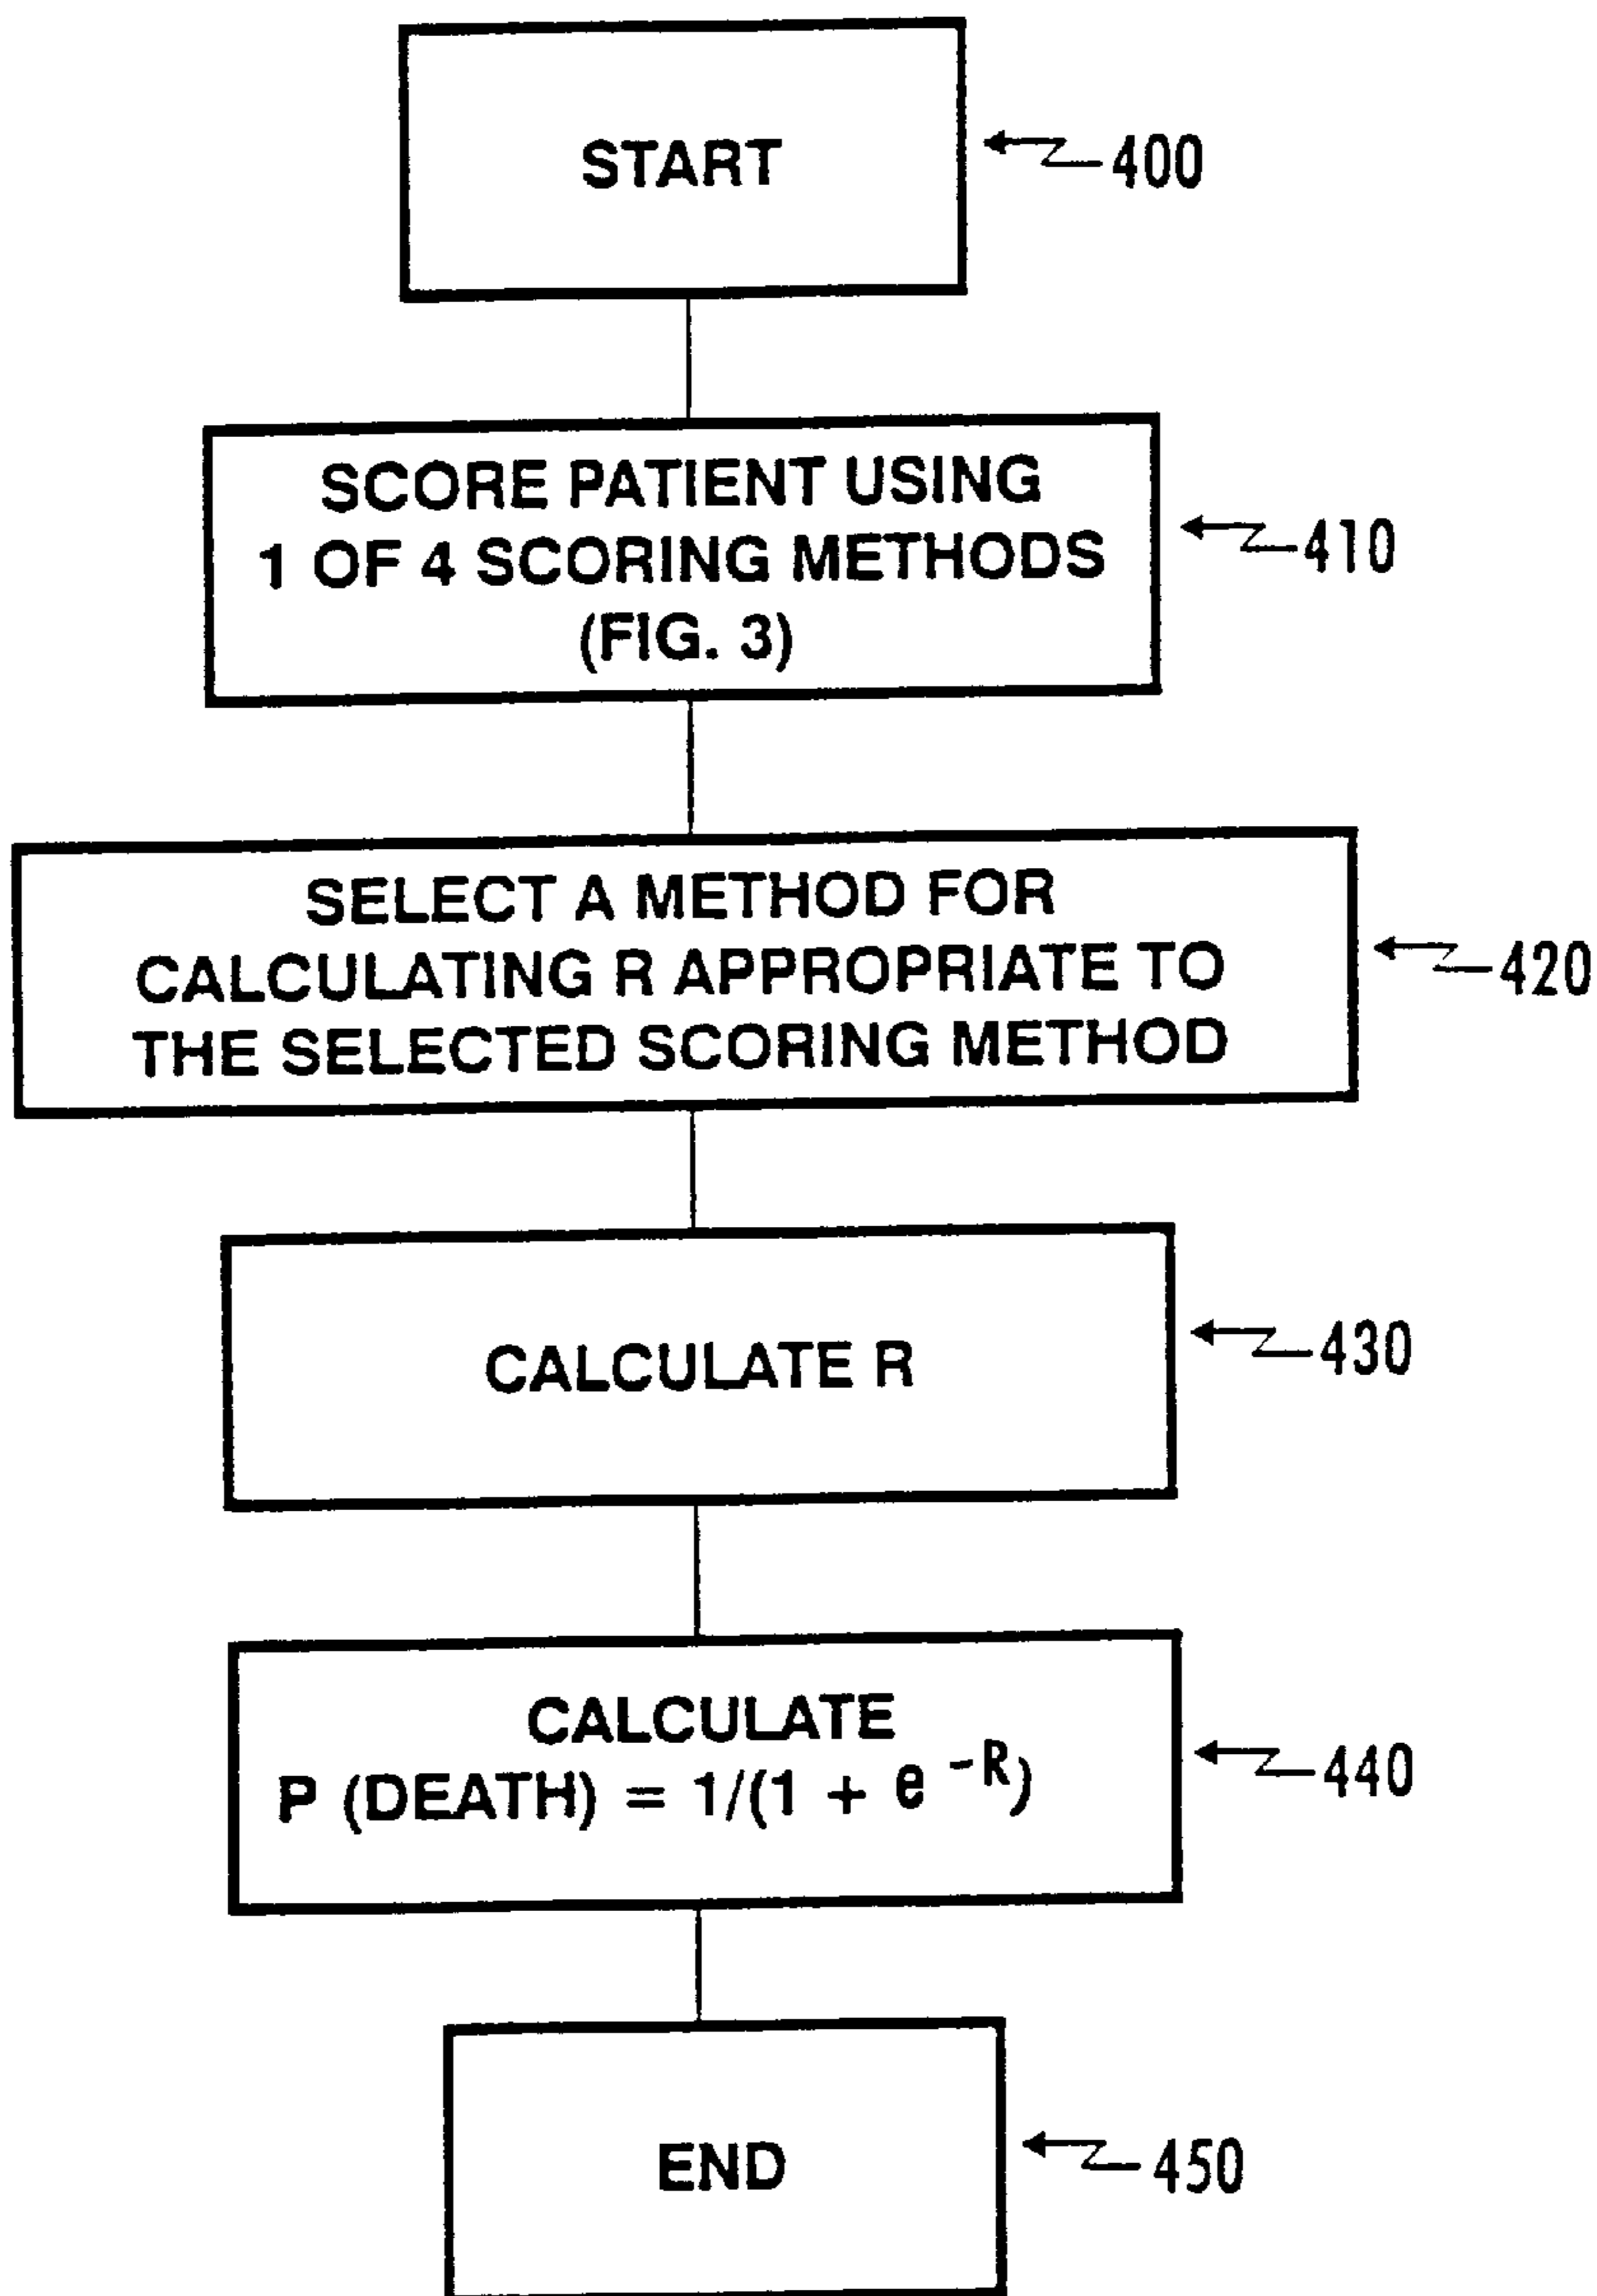 START
400
SCORE PATIENT USING
1 OF 4 SCORING METHODS
(FIG. 3)
410
SELECT A METHOD FOR
CALCULATING R APPROPRIATE TO
THE SELECTED SCORING METHOD
420
CALCULATE R
430
CALCULATE
P (DEATH) = 1/(1 + e -R)
440
END
450